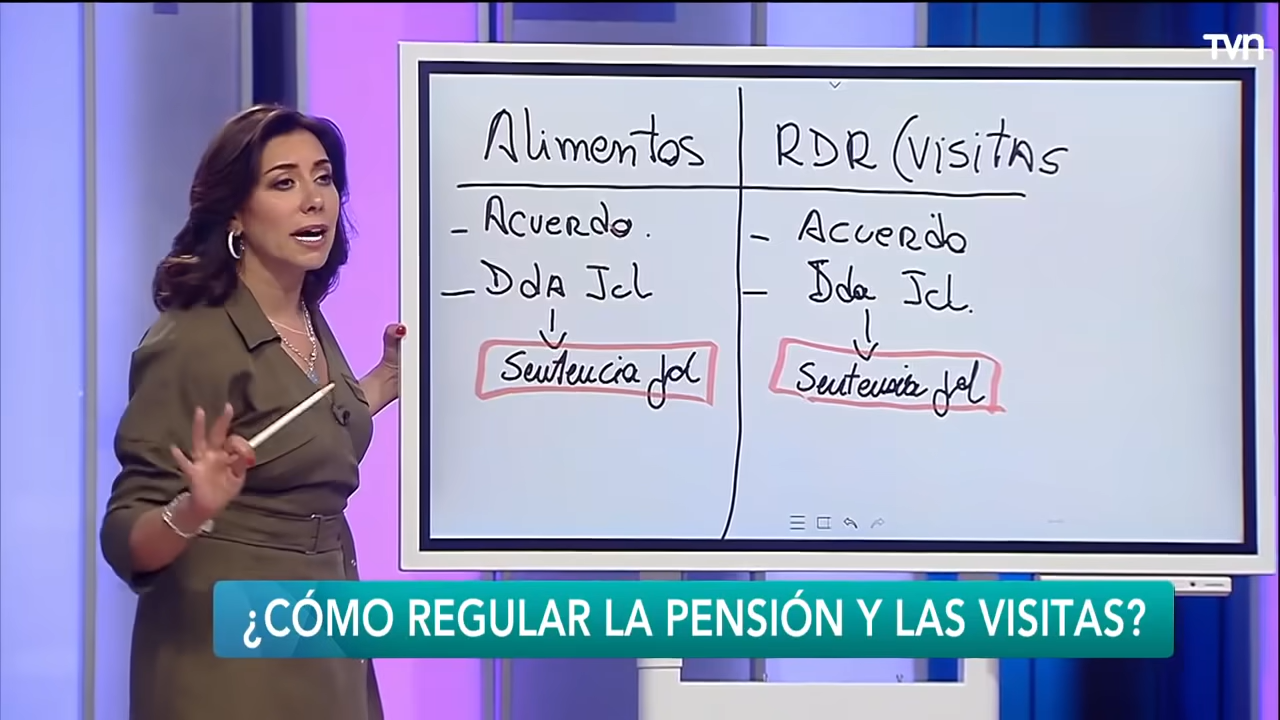 TVN
Alimentos
- Acuerdo.
- Dda Jcl
Sentencia Jdl
RDR (Visitas
- Acuerdo
- Dda Jcl.
Sentencia Jdl
¿CÓMO REGULAR LA PENSIÓN Y LAS VISITAS?